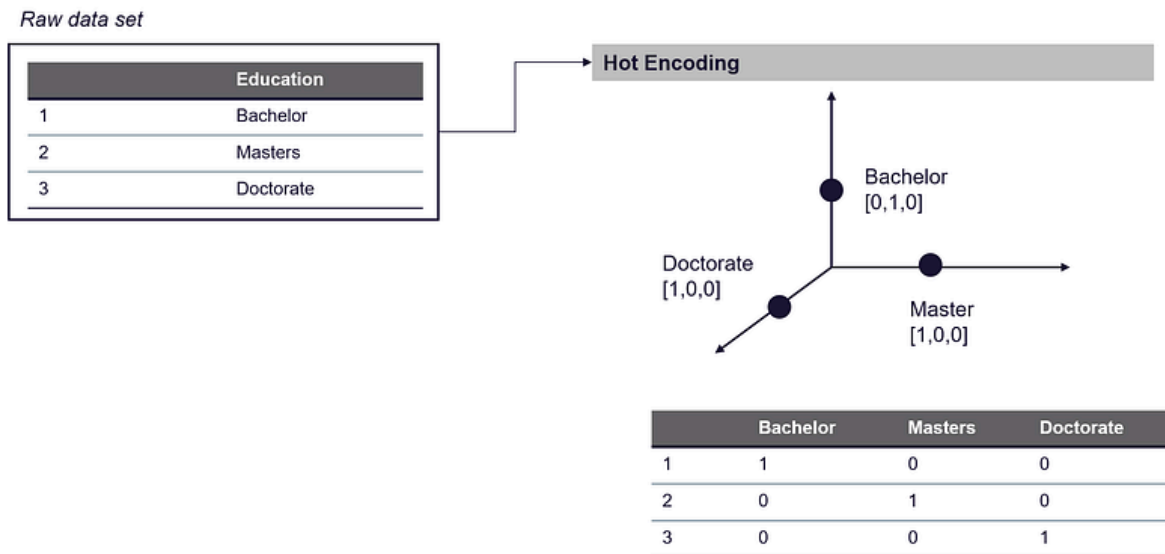 Raw data set
Education
1 Bachelor
2 Masters
3 Doctorate
Hot Encoding
Bachelor
[0,1,0]
Doctorate
[1,0,0]
Master
[1,0,0]
Bachelor Masters Doctorate
1 1 0 0
2 0 1 0
3 0 0 1